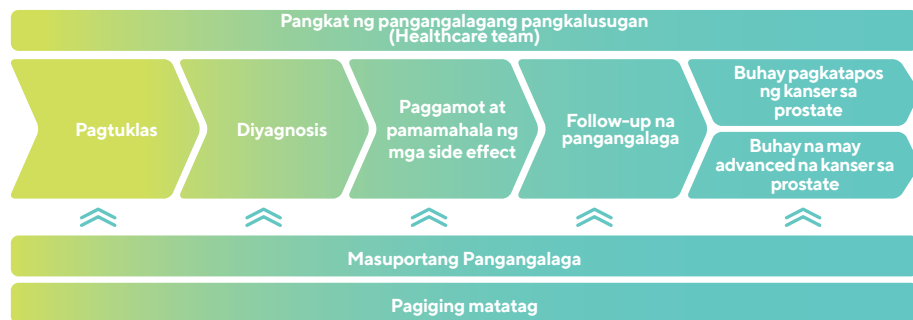 Pangkat ng pangangalagang pangkalusugan
(Healthcare team)
Pagtuklas
Diyagnosis
Paggamot at
pamamahala ng
mga side effect
Follow-up na
pangangalaga
Buhay pagkatapos
ng kanser sa
prostate
Buhay na may
advanced na kanser sa
prostate
Masuportang Pangangalaga
Pagiging matatag